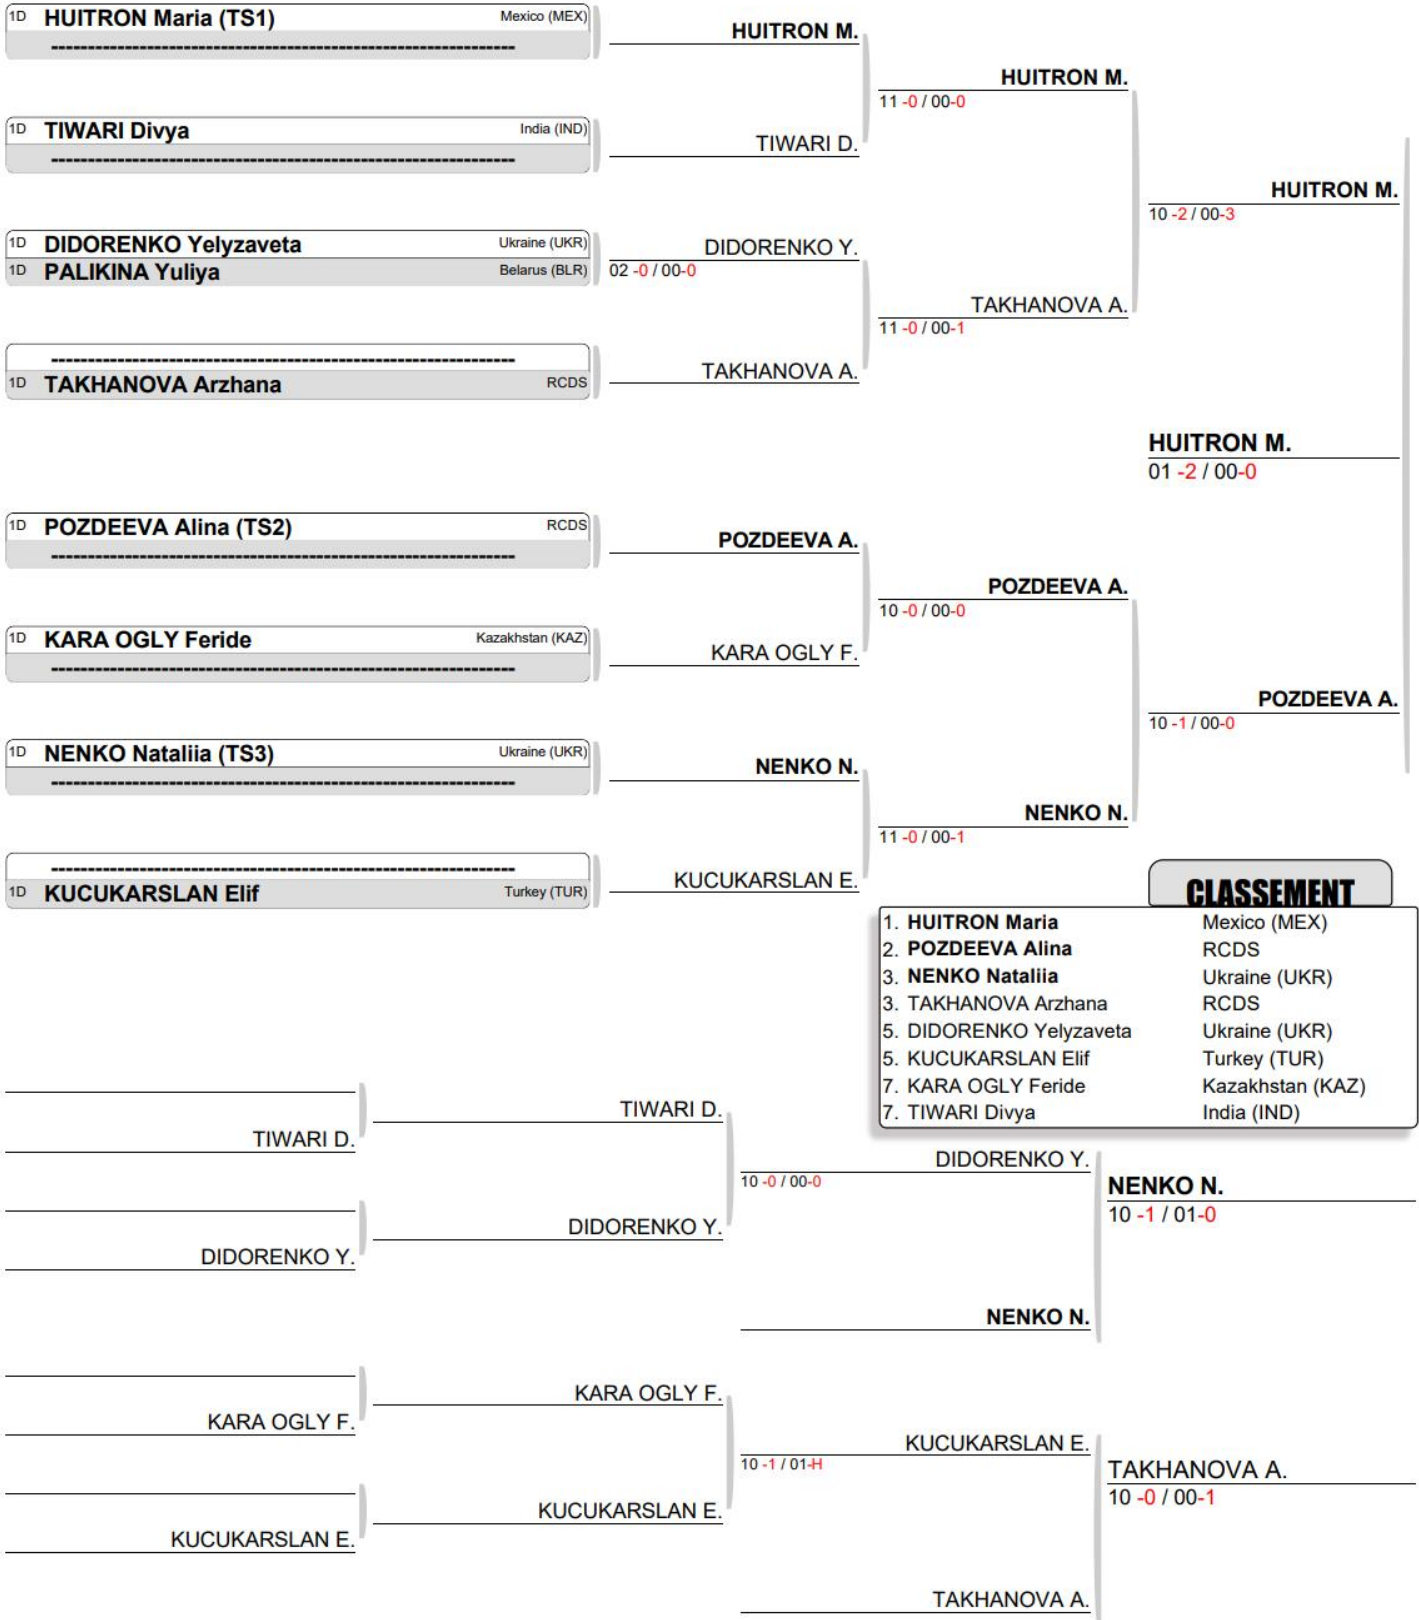 1D HUITRON Maria (TS1) Mexico (MEX)
----------------------------------------------------------------
HUITRON M.
HUITRON M.
11 -0 / 00-0
1D TIWARI Divya India (IND)
----------------------------------------------------------------
TIWARI D.
HUITRON M.
10 -2 / 00-3
1D DIDORENKO Yelyzaveta Ukraine (UKR)
1D PALIKINA Yuliya Belarus (BLR)
DIDORENKO Y.
02 -0 / 00-0
TAKHANOVA A.
11 -0 / 00-1
----------------------------------------------------------------
1D TAKHANOVA Arzhana RCDS
TAKHANOVA A.
HUITRON M.
01 -2 / 00-0
1D POZDEEVA Alina (TS2) RCDS
----------------------------------------------------------------
POZDEEVA A.
POZDEEVA A.
10 -0 / 00-0
1D KARA OGLY Feride Kazakhstan (KAZ)
----------------------------------------------------------------
KARA OGLY F.
POZDEEVA A.
10 -1 / 00-0
1D NENKO Nataliia (TS3) Ukraine (UKR)
----------------------------------------------------------------
NENKO N.
NENKO N.
11 -0 / 00-1
----------------------------------------------------------------
1D KUCUKARSLAN Elif Turkey (TUR)
KUCUKARSLAN E.
CLASSEMENT
1. HUITRON Maria Mexico (MEX)
2. POZDEEVA Alina RCDS
3. NENKO Nataliia Ukraine (UKR)
3. TAKHANOVA Arzhana RCDS
5. DIDORENKO Yelyzaveta Ukraine (UKR)
5. KUCUKARSLAN Elif Turkey (TUR)
7. KARA OGLY Feride Kazakhstan (KAZ)
7. TIWARI Divya India (IND)
TIWARI D.
TIWARI D.
DIDORENKO Y.
10 -0 / 00-0
NENKO N.
10 -1 / 01-0
DIDORENKO Y.
DIDORENKO Y.
NENKO N.
KARA OGLY F.
KARA OGLY F.
KUCUKARSLAN E.
10 -1 / 01-H
TAKHANOVA A.
10 -0 / 00-1
KUCUKARSLAN E.
KUCUKARSLAN E.
TAKHANOVA A.